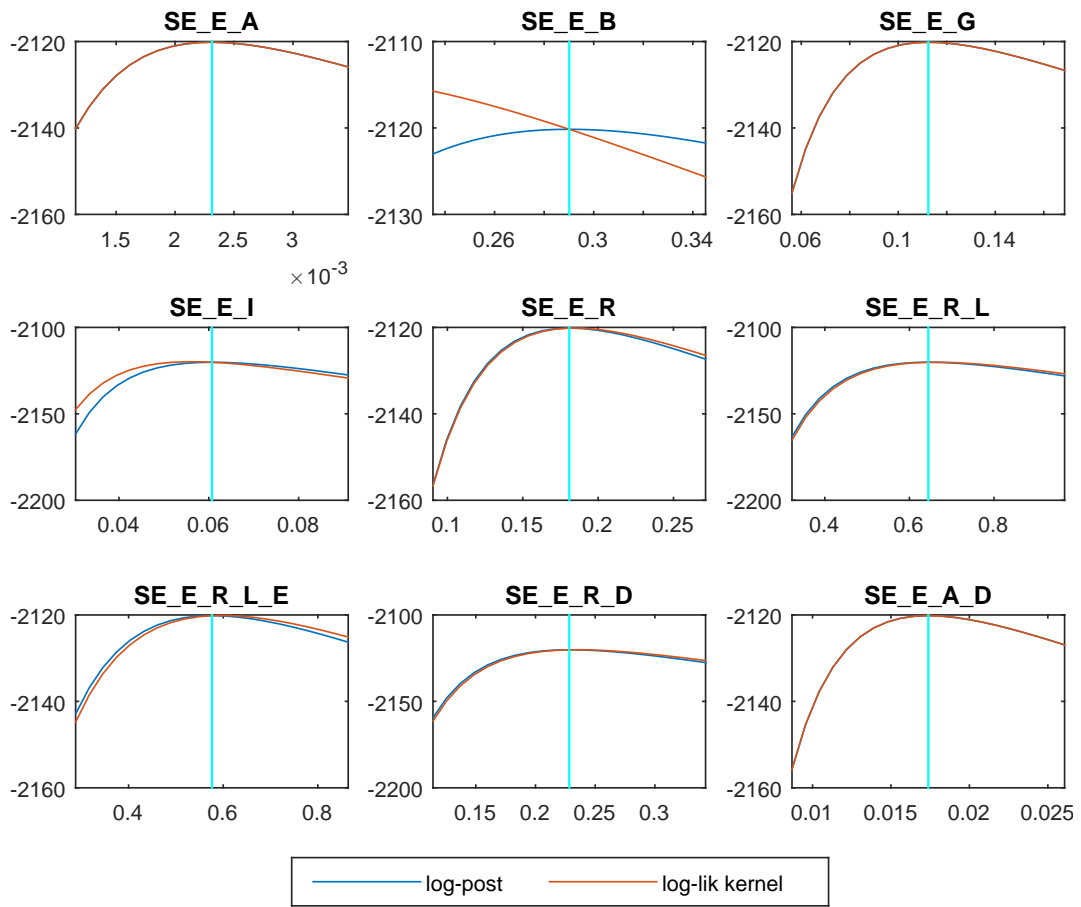 SE_E_A
SE_E_B
SE_E_G
-2120
-2140
-2160
1.5 2 2.5 3
×10⁻³
-2110
-2120
-2130
0.26 0.3 0.34
-2120
-2140
-2160
0.06 0.1 0.14
SE_E_I
SE_E_R
SE_E_R_L
-2100
-2150
-2200
0.04 0.06 0.08
-2120
-2140
-2160
0.1 0.15 0.2 0.25
-2100
-2150
-2200
0.4 0.6 0.8
SE_E_R_L_E
SE_E_R_D
SE_E_A_D
-2120
-2140
-2160
0.4 0.6 0.8
-2100
-2150
-2200
0.15 0.2 0.25 0.3
-2120
-2140
-2160
0.01 0.015 0.02 0.025
log-post log-lik kernel